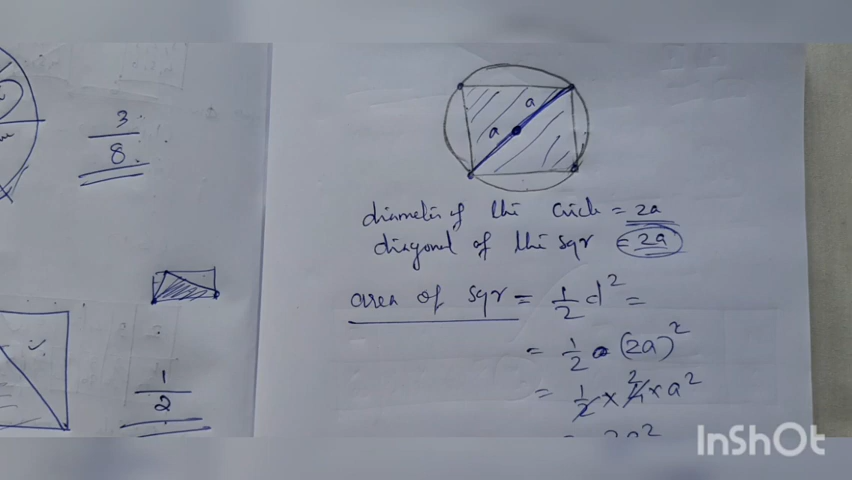 3
8
1
2
a
a
diameter of the circle = 2a
diagonal of the sqr = 2a
area of sqr = 1/2 d² =
= 1/2 (2a)²
= 1/2 × 4 × a²
= 2a²
InShOt